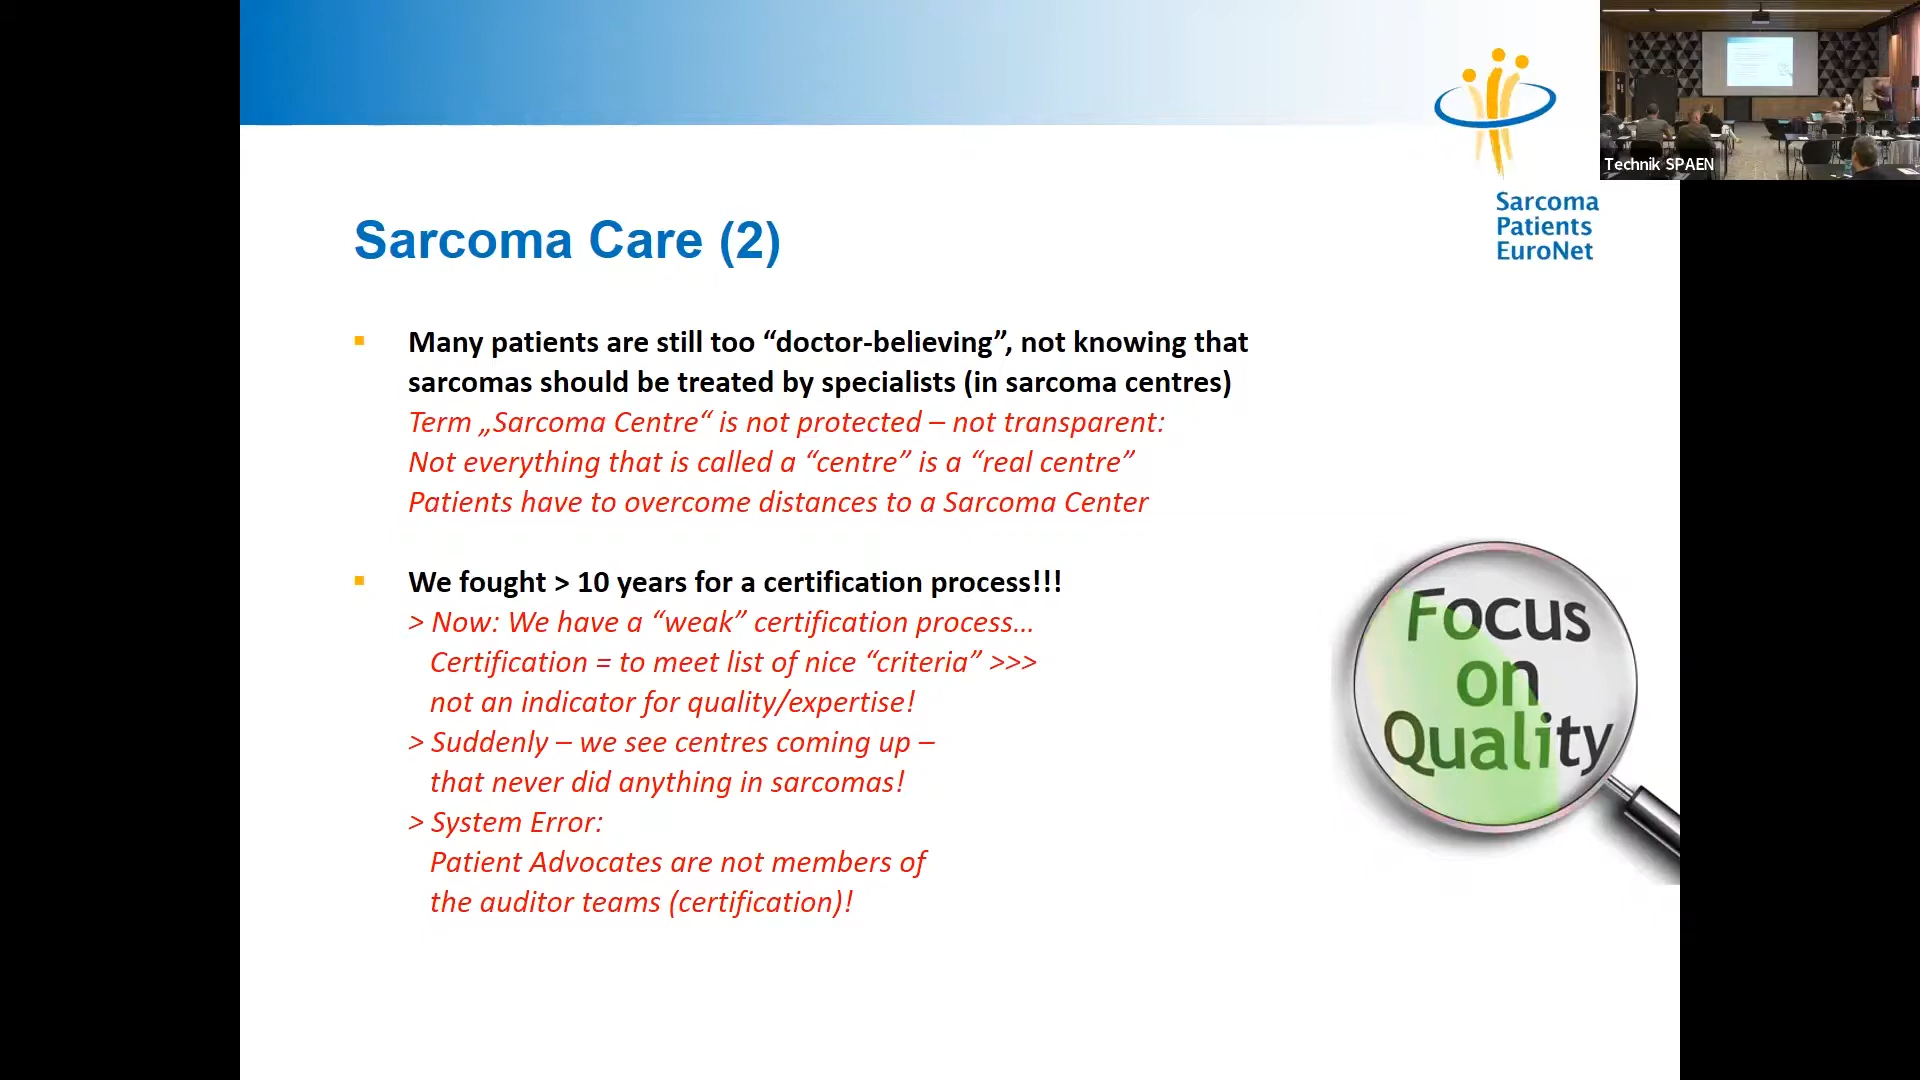 Technik SPAEN
Sarcoma
Patients
EuroNet
Sarcoma Care (2)
▪ Many patients are still too “doctor-believing”, not knowing that
sarcomas should be treated by specialists (in sarcoma centres)
Term „Sarcoma Centre“ is not protected – not transparent:
Not everything that is called a “centre” is a “real centre”
Patients have to overcome distances to a Sarcoma Center
▪ We fought > 10 years for a certification process!!!
> Now: We have a “weak” certification process...
Certification = to meet list of nice “criteria” >>>
not an indicator for quality/expertise!
> Suddenly – we see centres coming up –
that never did anything in sarcomas!
> System Error:
Patient Advocates are not members of
the auditor teams (certification)!
Focus
on
Quality